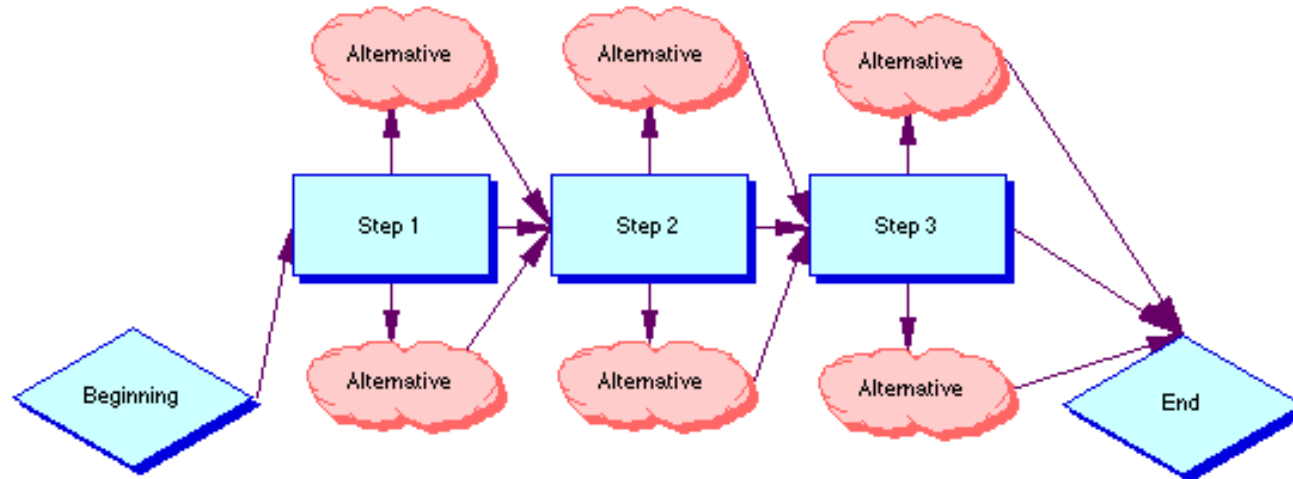 Alternative
Alternative
Alternative
Step 1
Step 2
Step 3
Beginning
Alternative
Alternative
Alternative
End